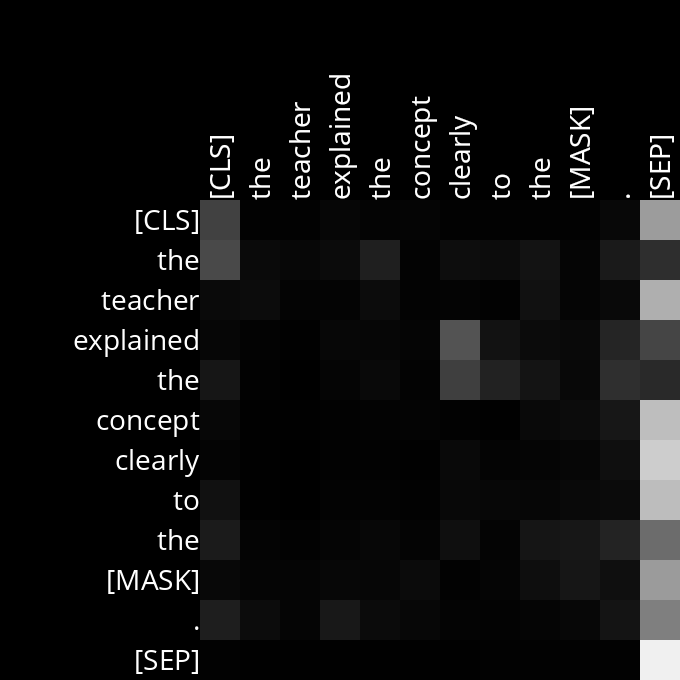 [CLS] the teacher explained the concept clearly to the [MASK] . [SEP]
[CLS]
the
teacher
explained
the
concept
clearly
to
the
[MASK]
.
[SEP]